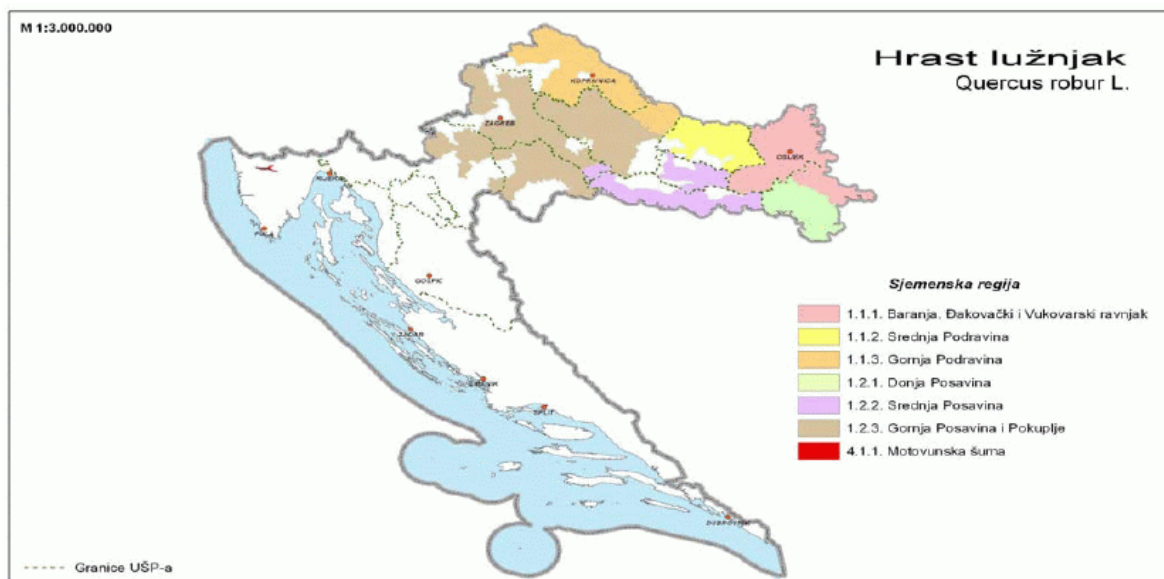 M 1:3.000.000
Hrast lužnjak
Quercus robur L.
KOPRIVNICA
ZAGREB
OSIJEK
RIJEKA
PULA
GOSPIĆ
ZADAR
ŠIBENIK
SPLIT
DUBROVNIK
Sjemenska regija
1.1.1. Baranja, Đakovački i Vukovarski ravnjak
1.1.2. Srednja Podravina
1.1.3. Gornja Podravina
1.2.1. Donja Posavina
1.2.2. Srednja Posavina
1.2.3. Gornja Posavina i Pokuplje
4.1.1. Motovunska šuma
Granice UŠP-a